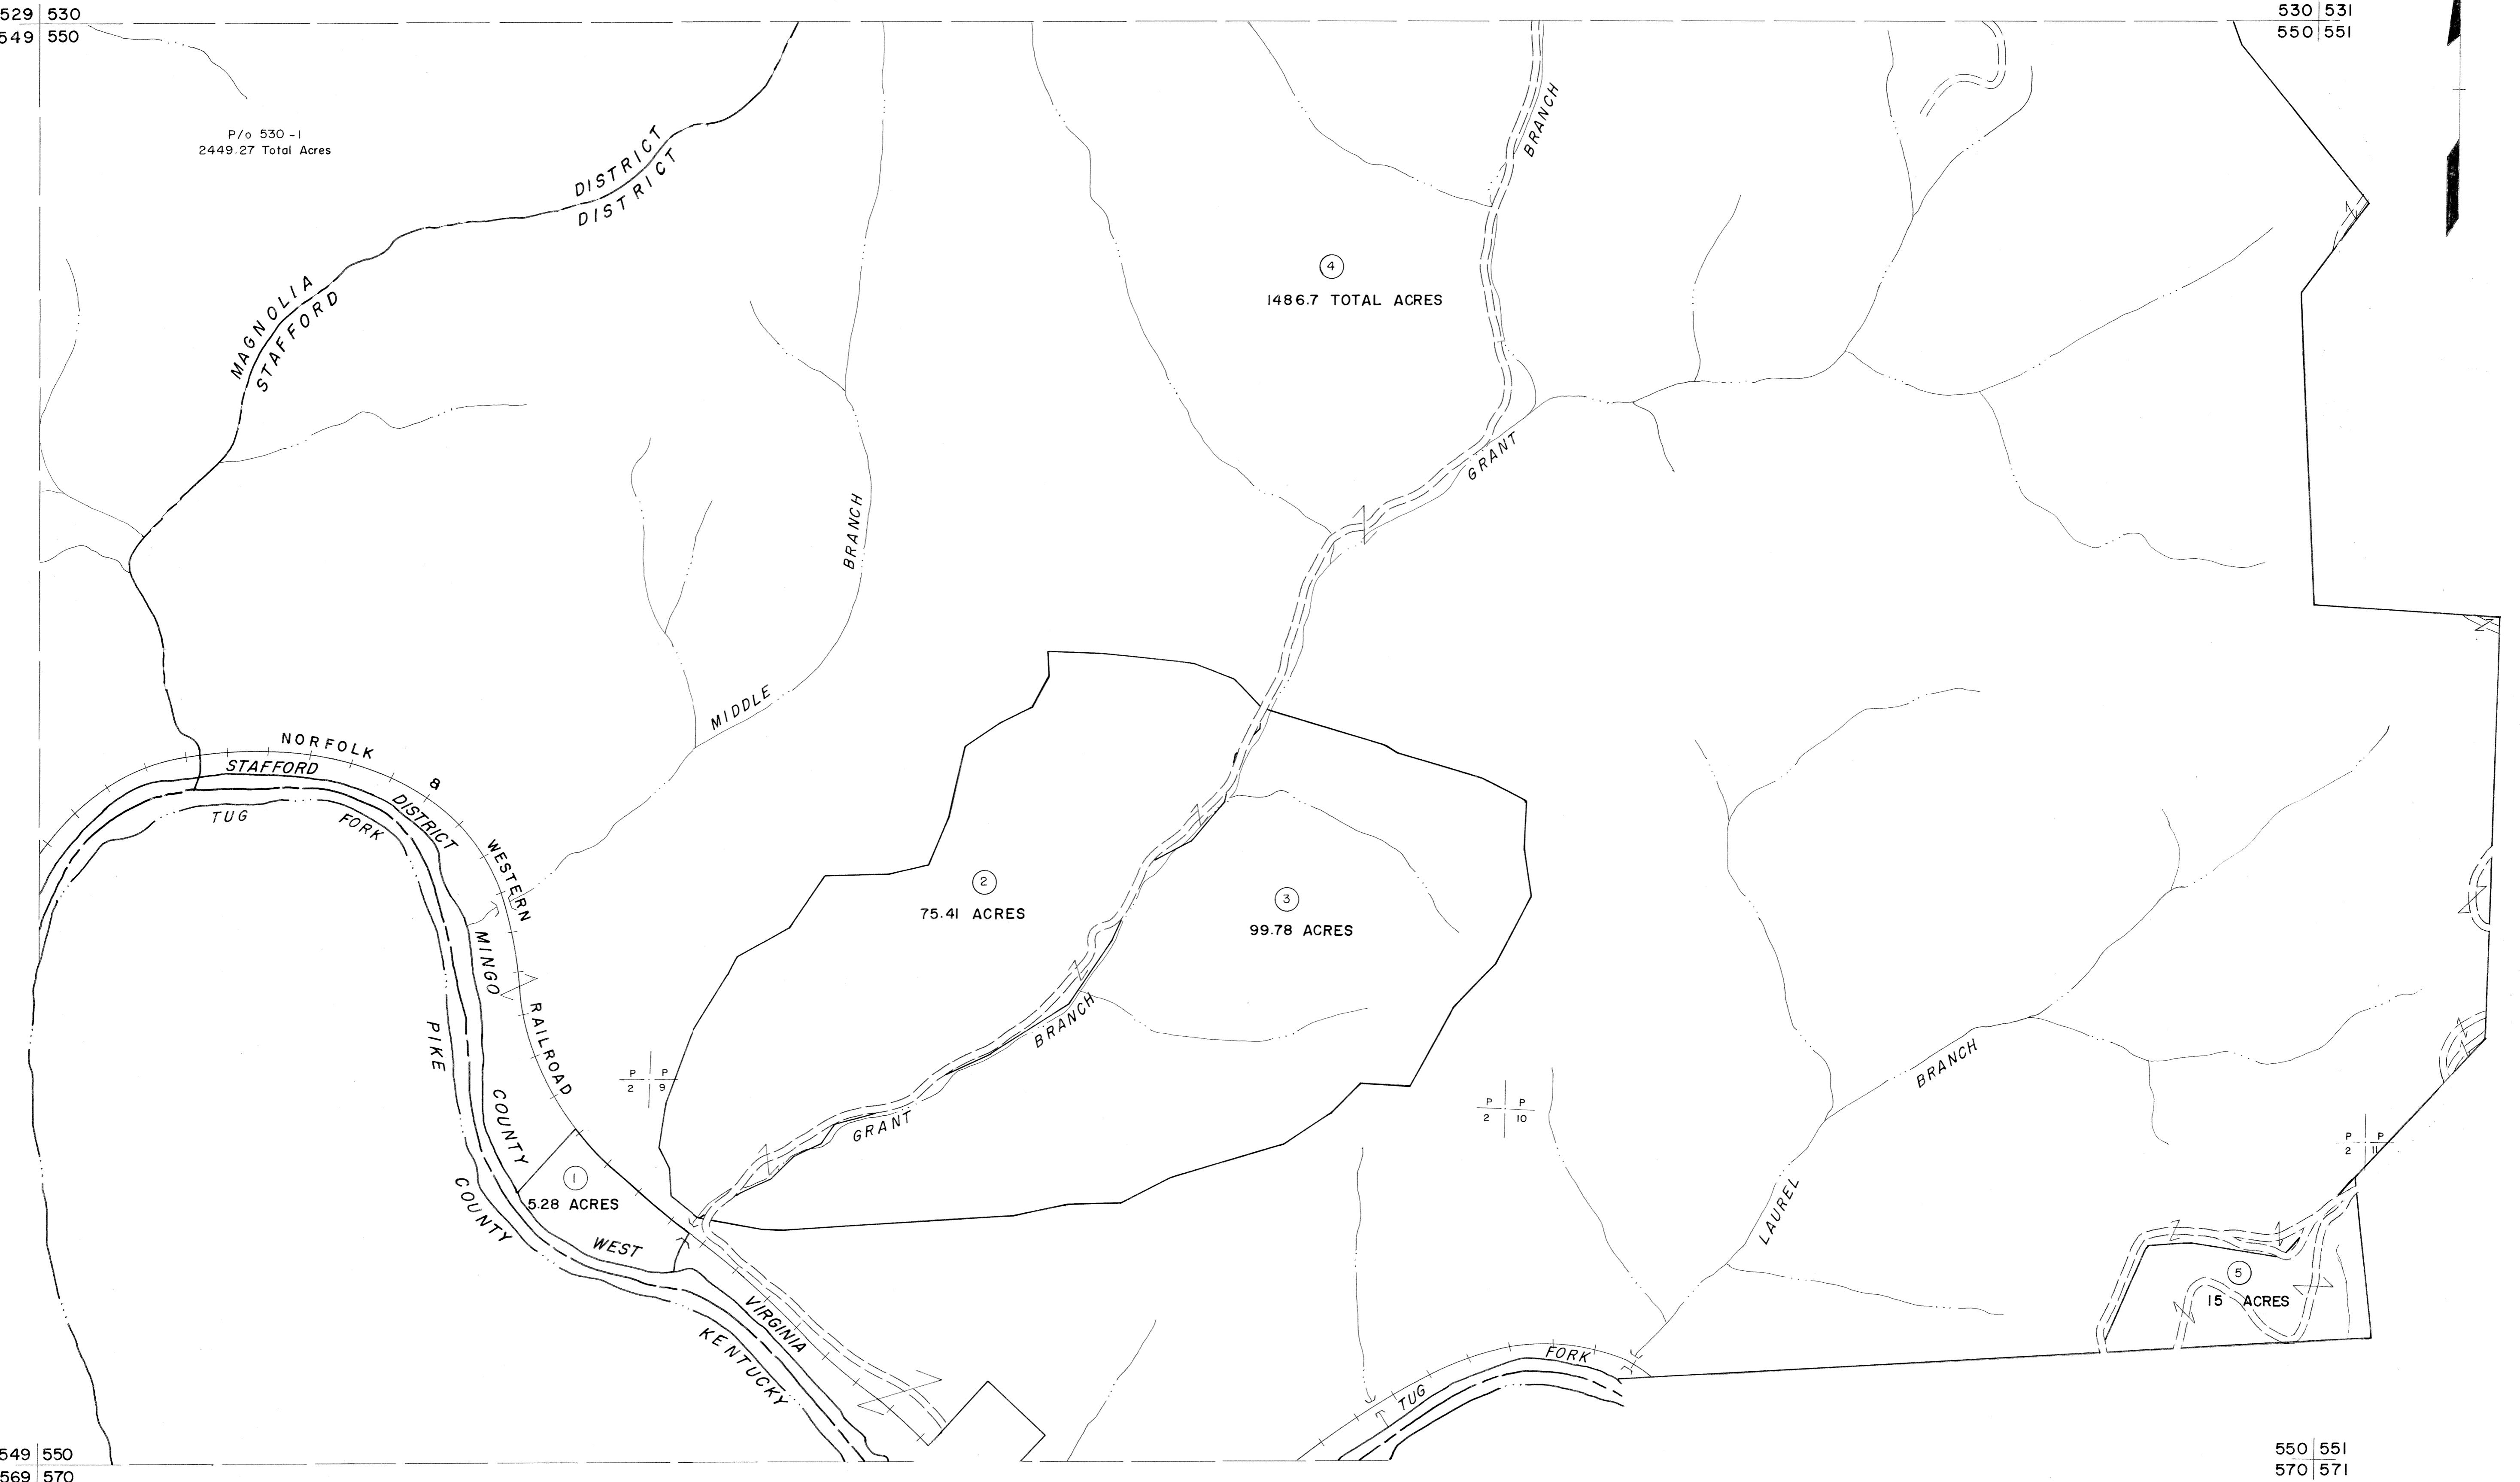 529 530
549 550
530 531
550 551
P/o 530-1
2449.27 Total Acres
DISTRICT
DISTRICT
MAGNOLIA
STAFFORD
BRANCH
4
1486.7 TOTAL ACRES
GRANT
BRANCH
MIDDLE
NORFOLK
&
WESTERN
RAILROAD
STAFFORD
DISTRICT
TUG
FORK
MINGO
COUNTY
PIKE
COUNTY
2
75.41 ACRES
3
99.78 ACRES
BRANCH
GRANT
P P
2 9
P P
2 10
P P
2 11
BRANCH
LAUREL
1
5.28 ACRES
WEST
VIRGINIA
KENTUCKY
5
15 ACRES
FORK
TUG
549 550
569 570
550 551
570 571